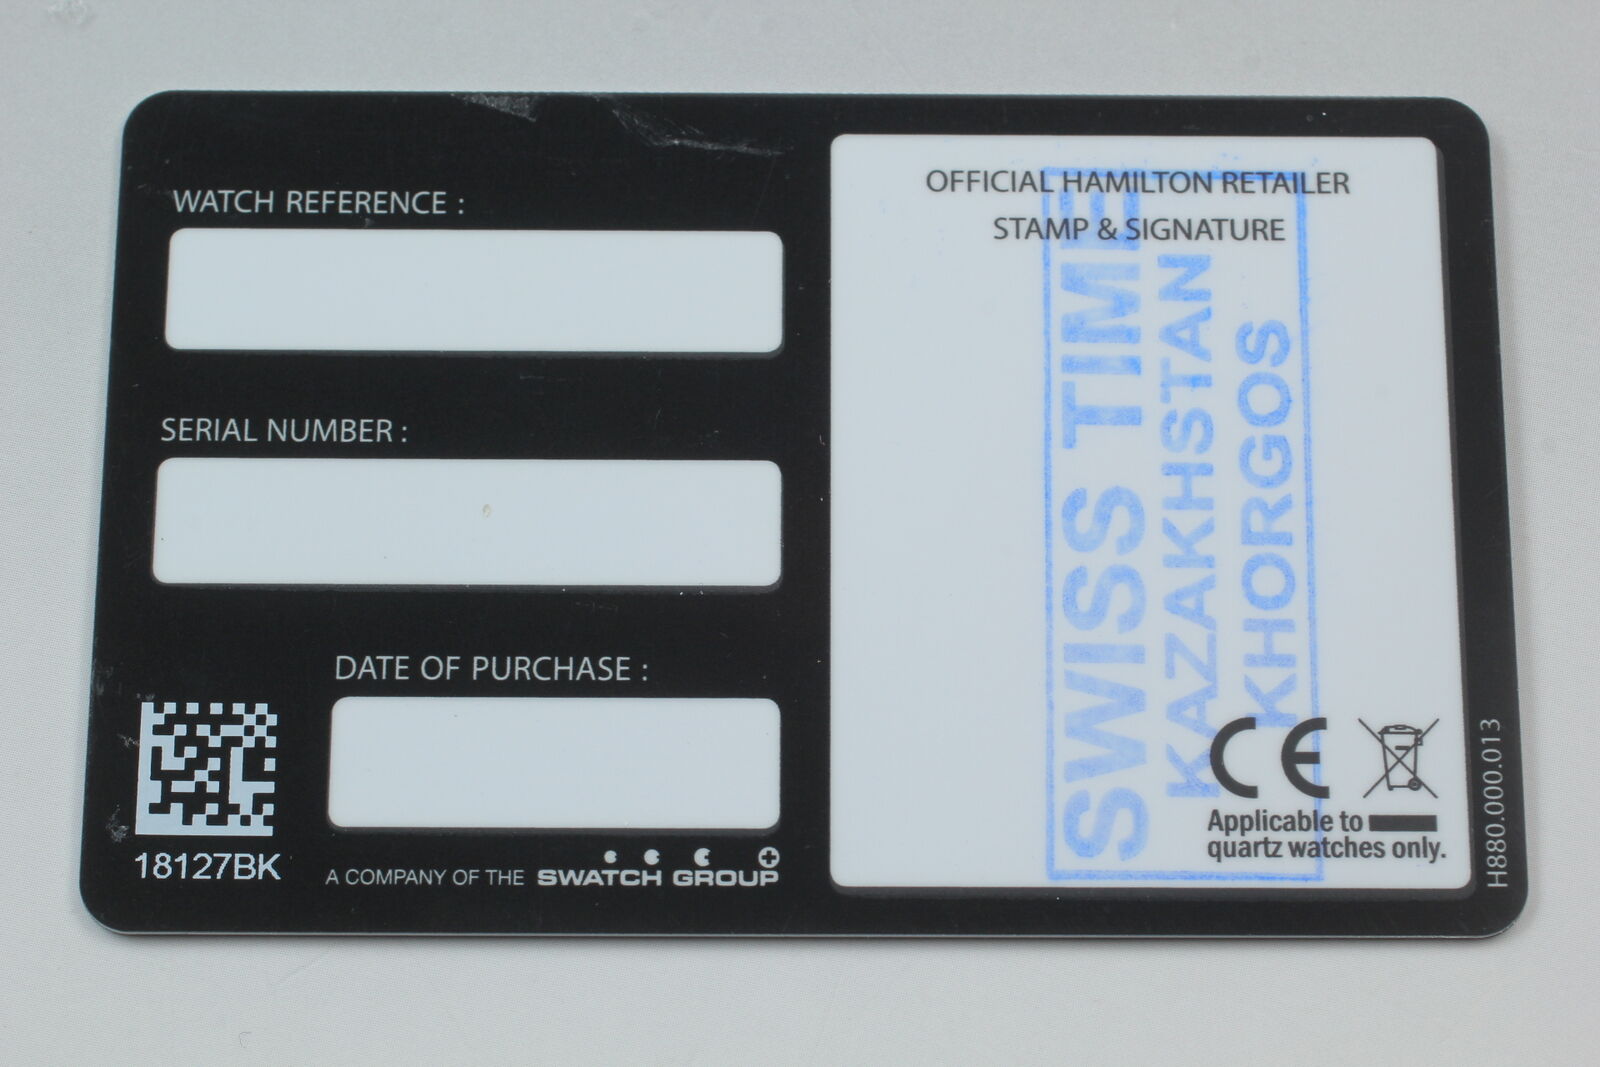 WATCH REFERENCE :
SERIAL NUMBER :
DATE OF PURCHASE :
18127BK
A COMPANY OF THE SWATCH GROUP
OFFICIAL HAMILTON RETAILER
STAMP & SIGNATURE
SWISS TIME
KAZAKHSTAN
KHORGOS
CE
Applicable to
quartz watches only.
H880.000.013